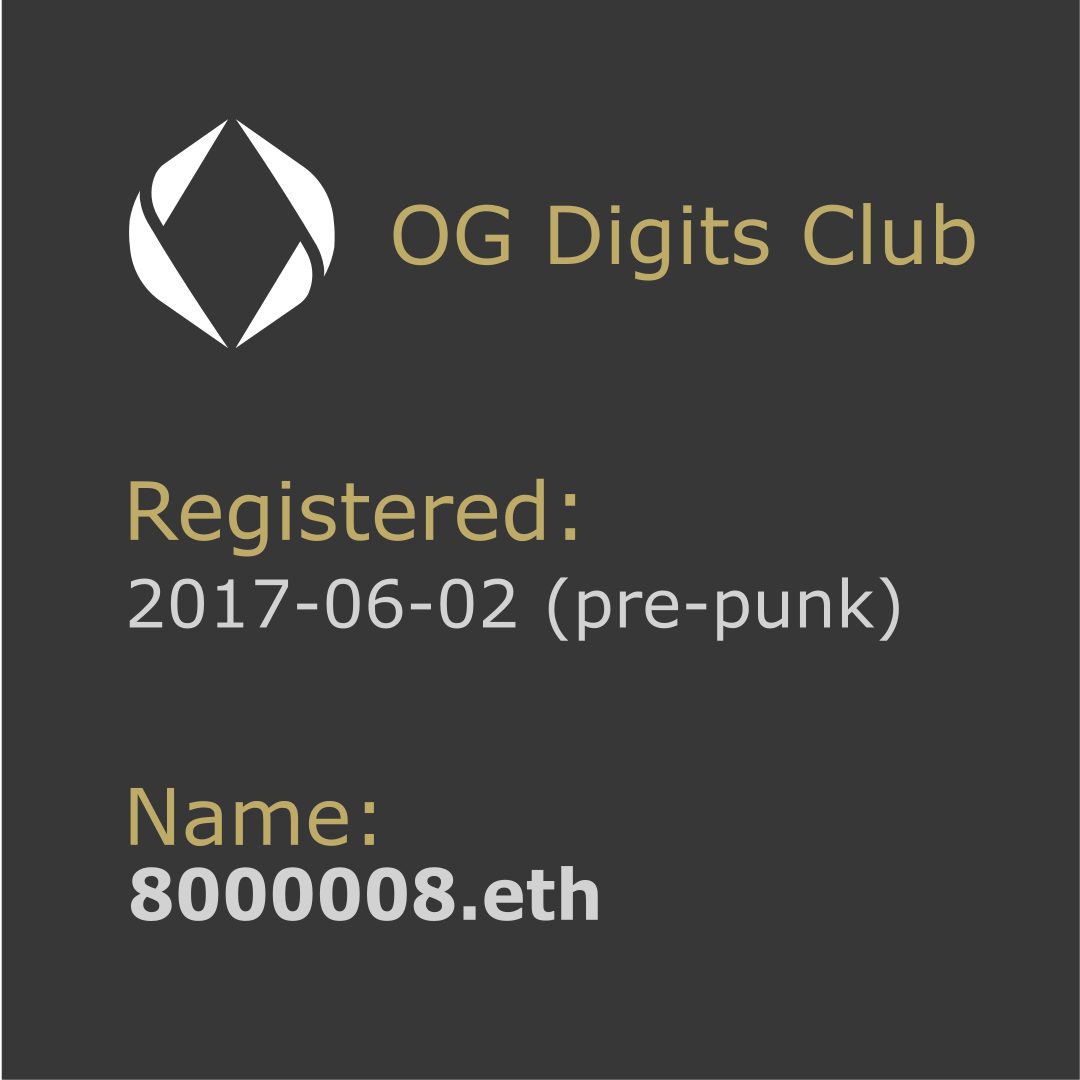 OG Digits Club
Registered:
2017-06-02 (pre-punk)
Name:
8000008.eth